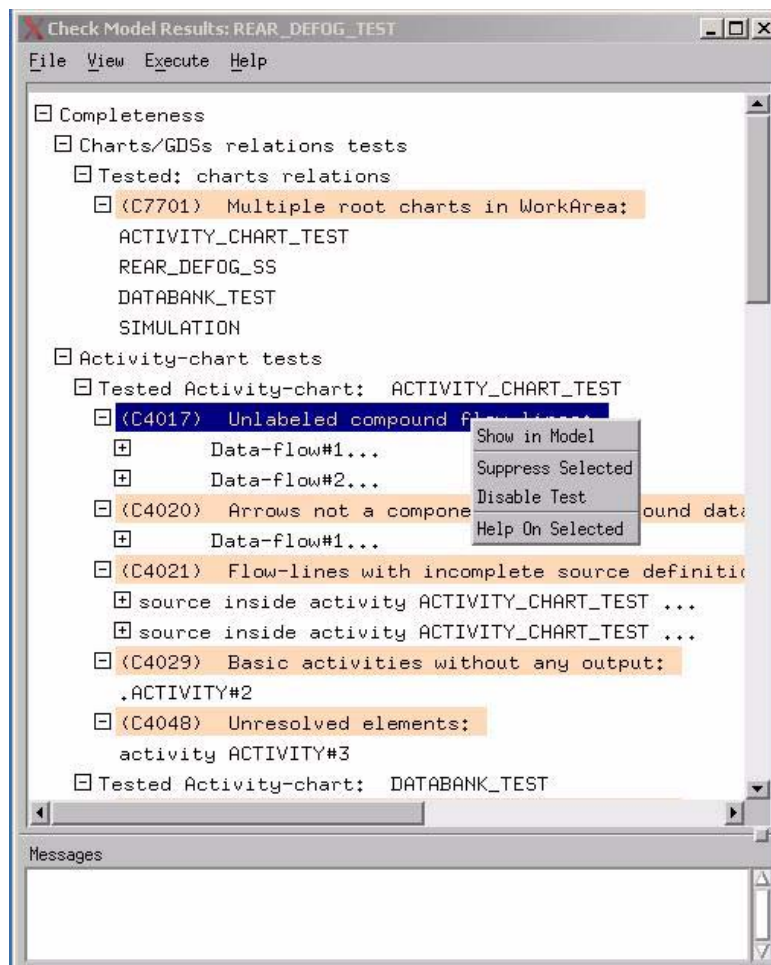 Check Model Results: REAR_DEFOG_TEST
File View Execute Help
Completeness
Charts/GDSs relations tests
Tested: charts relations
(C7701) Multiple root charts in WorkArea:
ACTIVITY_CHART_TEST
REAR_DEFOG_SS
DATABANK_TEST
SIMULATION
Activity-chart tests
Tested Activity-chart: ACTIVITY_CHART_TEST
(C4017) Unlabeled compound flow-lines:
Show in Model
Data-flow#1...
Suppress Selected
Data-flow#2...
Disable Test
(C4020) Arrows not a compone ound data
Help On Selected
Data-flow#1...
(C4021) Flow-lines with incomplete source definitio
source inside activity ACTIVITY_CHART_TEST ...
source inside activity ACTIVITY_CHART_TEST ...
(C4029) Basic activities without any output:
.ACTIVITY#2
(C4048) Unresolved elements:
activity ACTIVITY#3
Tested Activity-chart: DATABANK_TEST
Messages